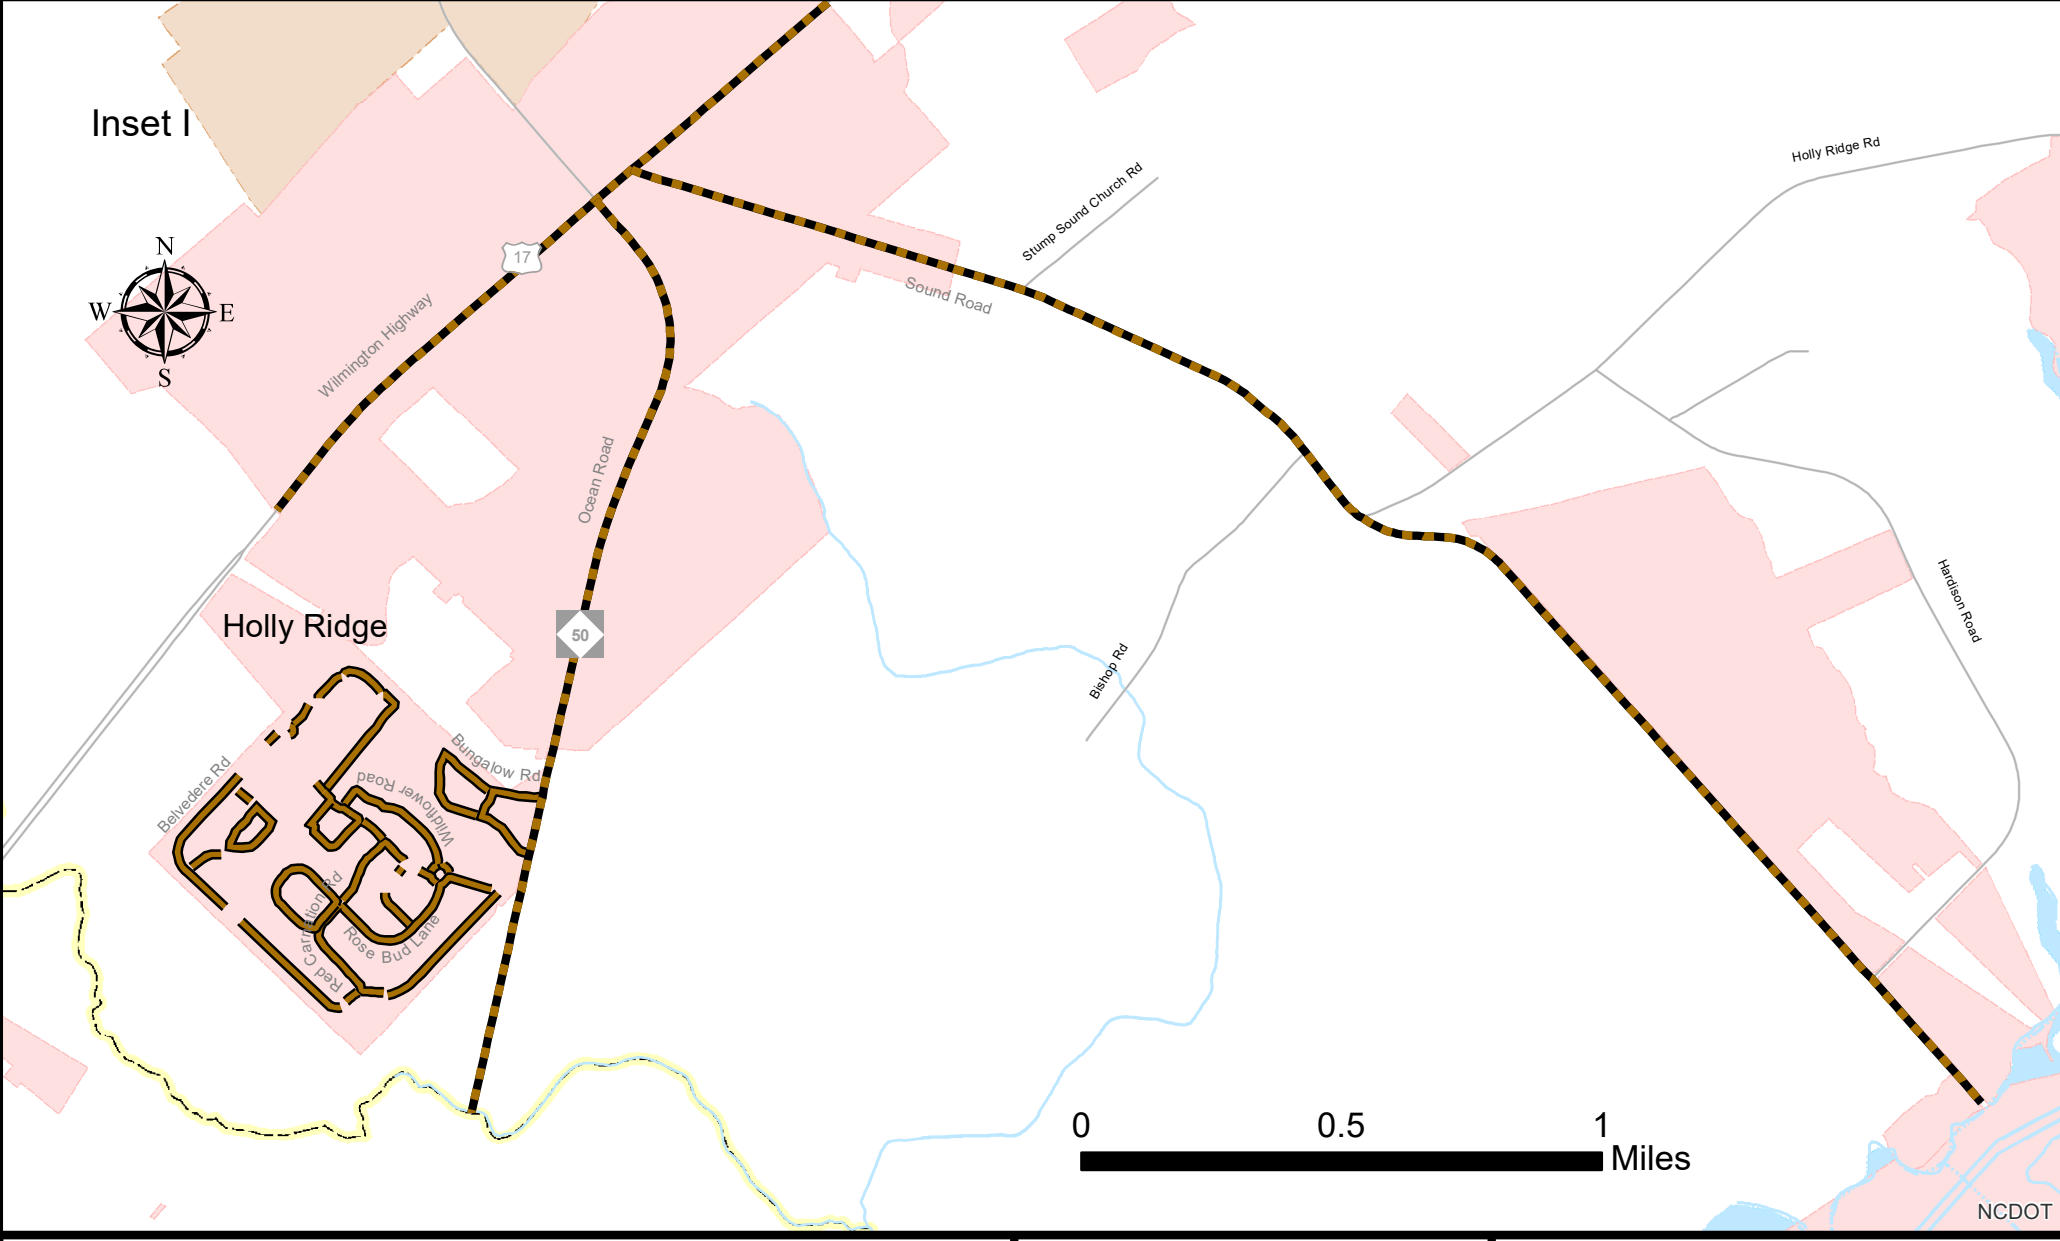 Inset I
Holly Ridge Rd
Stump Sound Church Rd
N
W
E
S
17
Wilmington Highway
Sound Road
Ocean Road
Hardison Road
Holly Ridge
50
Bishop Rd
Bungalow Rd
Belvedere Rd
Wildflower Road
Red Carnation Rd
Rose Bud Lane
0 0.5 1
Miles
NCDOT